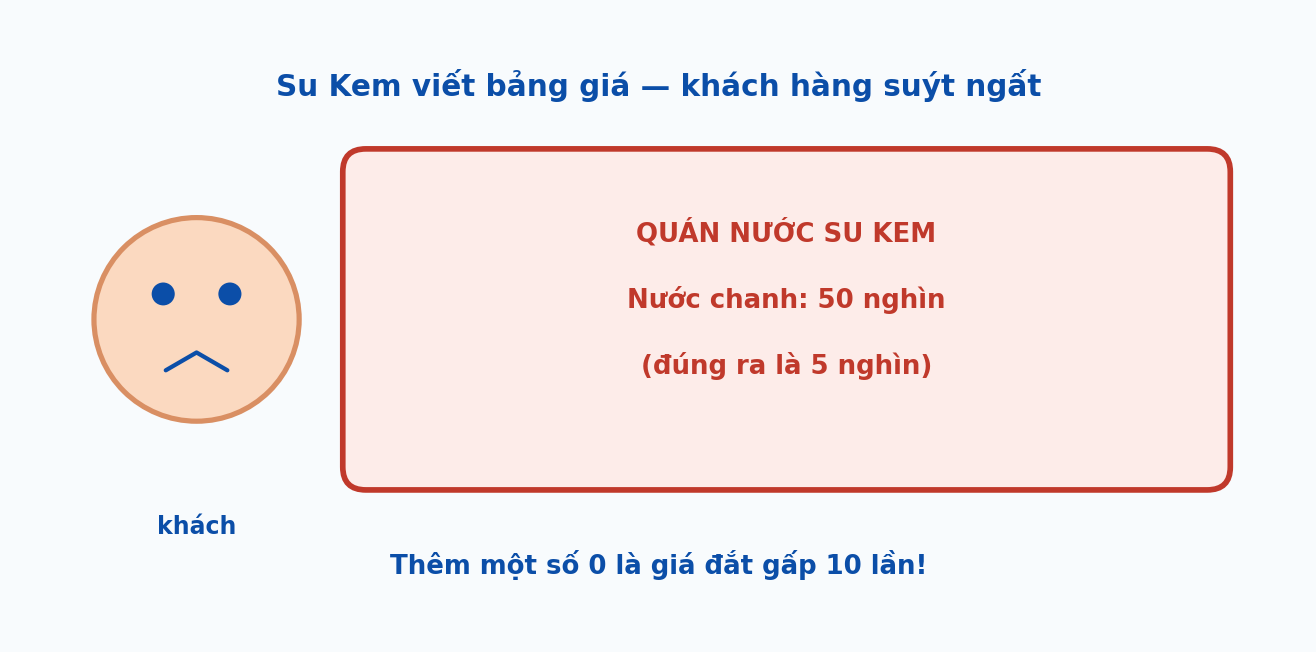 Su Kem viết bảng giá — khách hàng suýt ngất
QUÁN NƯỚC SU KEM
Nước chanh: 50 nghìn
(đúng ra là 5 nghìn)
khách
Thêm một số 0 là giá đắt gấp 10 lần!